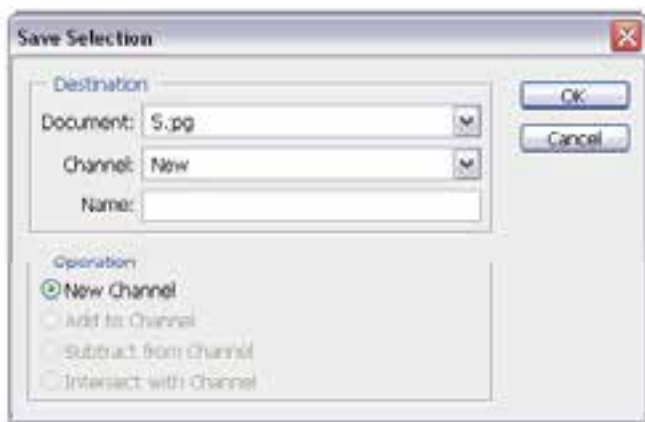 Save Selection
Destination
Document: 5.jpg
Channel: New
Name:
OK
Cancel
Operation
New Channel
Add to Channel
Subtract from Channel
Intersect with Channel